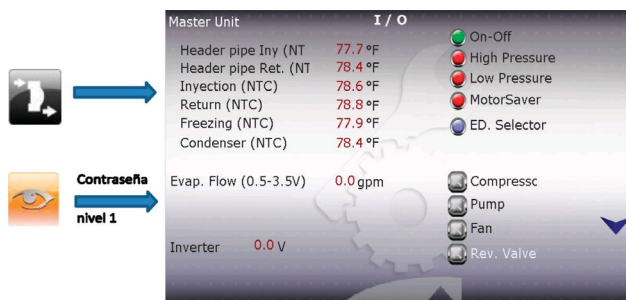 Master Unit
I / O
Header pipe Iny (NT 77.7 °F
Header pipe Ret. (NT 78.4 °F
Inyection (NTC) 78.6 °F
Return (NTC) 78.8 °F
Freezing (NTC) 77.9 °F
Condenser (NTC) 78.4 °F
On-Off
High Pressure
Low Pressure
MotorSaver
ED. Selector
Contraseña
nivel 1
Evap. Flow (0.5-3.5V) 0.0 gpm
Inverter 0.0 V
Compressc
Pump
Fan
Rev. Valve